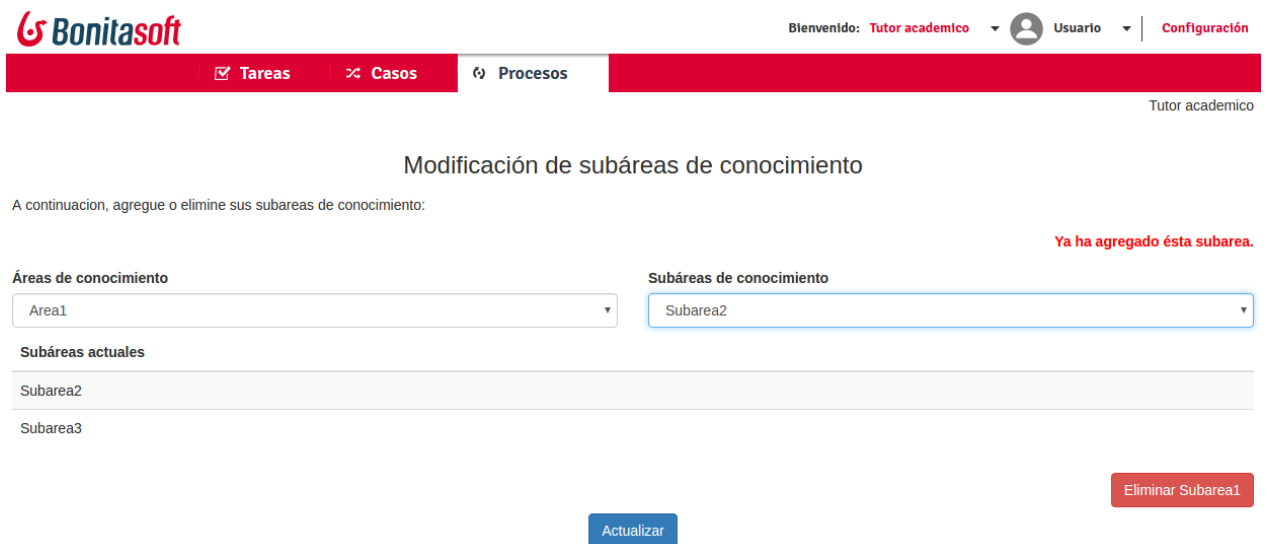 Bonitasoft
Bienvenido: Tutor academico Usuario Configuración
Tareas Casos Procesos
Tutor academico
Modificación de subáreas de conocimiento
A continuacion, agregue o elimine sus subareas de conocimiento:
Ya ha agregado ésta subarea.
Áreas de conocimiento Subáreas de conocimiento
Area1 Subarea2
Subáreas actuales
Subarea2
Subarea3
Eliminar Subarea1
Actualizar